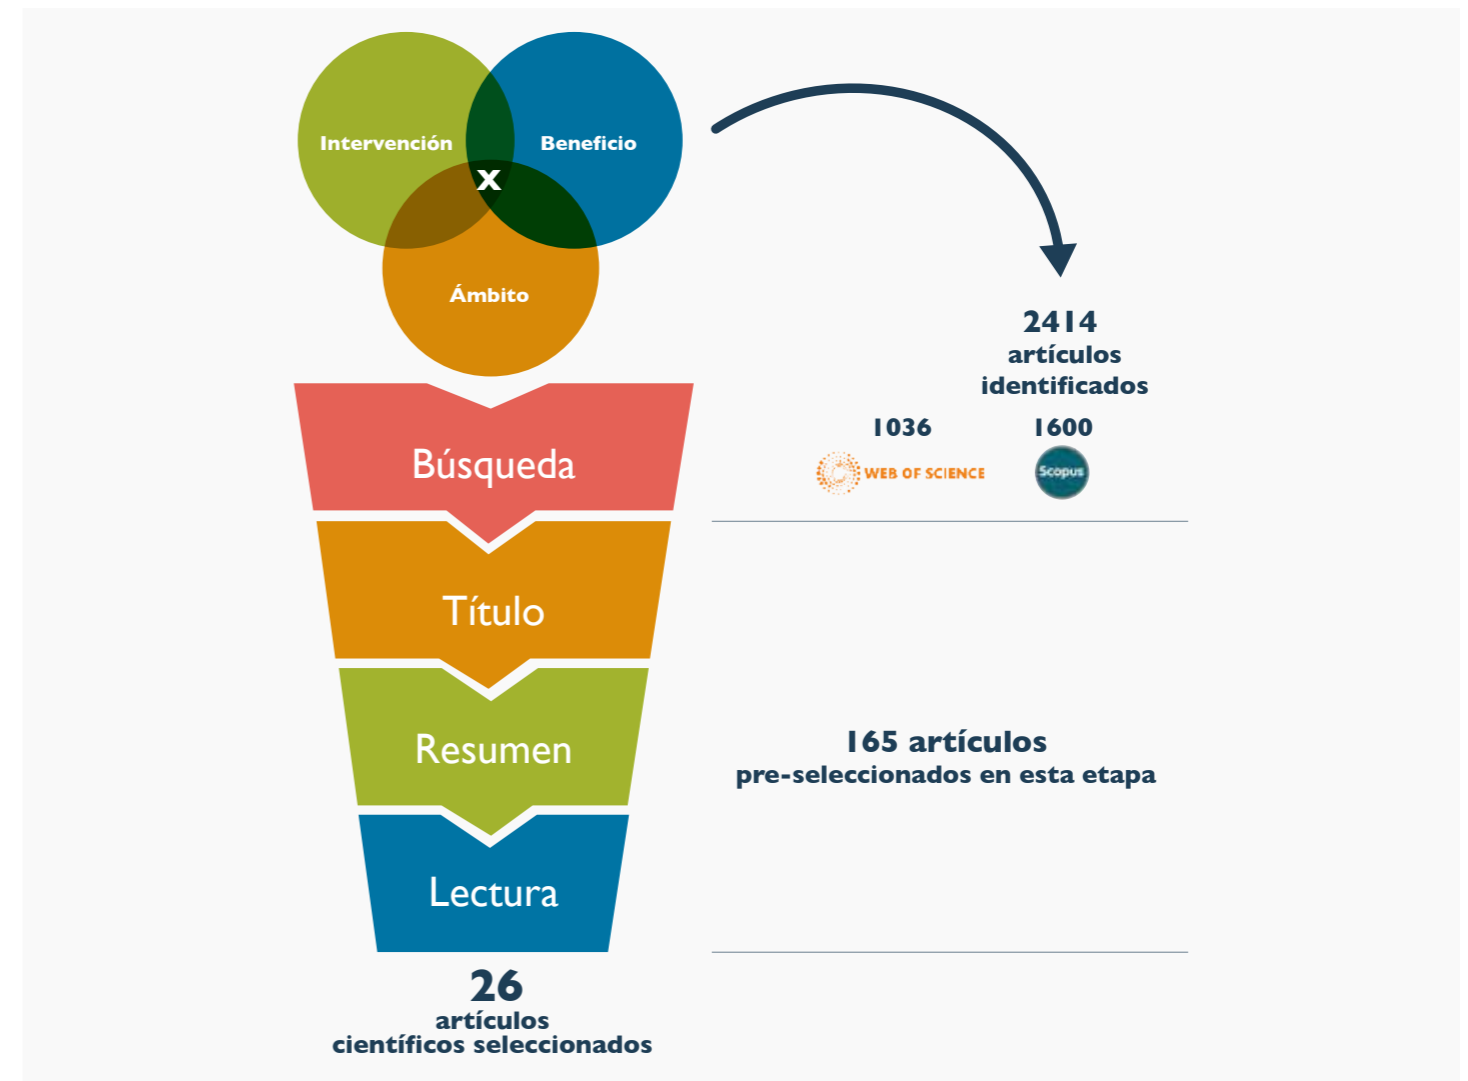 Intervención
Beneficio
X
Ámbito
2414
artículos
identificados
1036
1600
WEB OF SCIENCE
Scopus
Búsqueda
Título
Resumen
165 artículos
pre-seleccionados en esta etapa
Lectura
26
artículos
científicos seleccionados